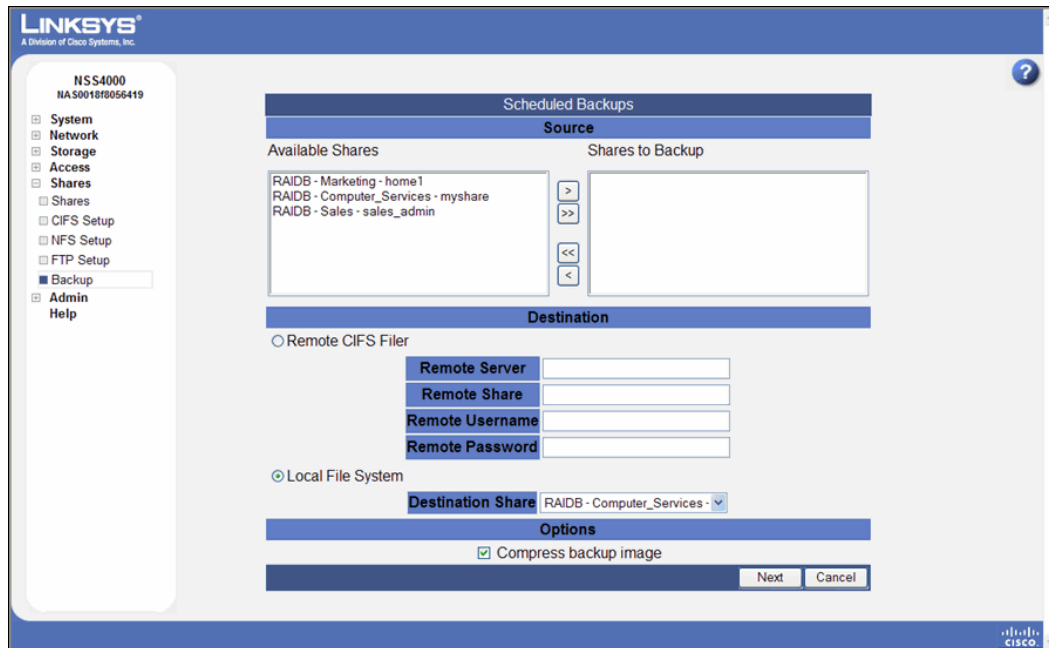 LINKSYS®
A Division of Cisco Systems, Inc.
NSS4000
NAS0018f8056419
System
Network
Storage
Access
Shares
Shares
CIFS Setup
NFS Setup
FTP Setup
Backup
Admin
Help
?
Scheduled Backups
Source
Available Shares
Shares to Backup
RAIDB - Marketing - home1
RAIDB - Computer_Services - myshare
RAIDB - Sales - sales_admin
>
>>
<<
<
Destination
Remote CIFS Filer
Remote Server
Remote Share
Remote Username
Remote Password
Local File System
Destination Share RAIDB - Computer_Services -
Options
Compress backup image
Next Cancel
CISCO.